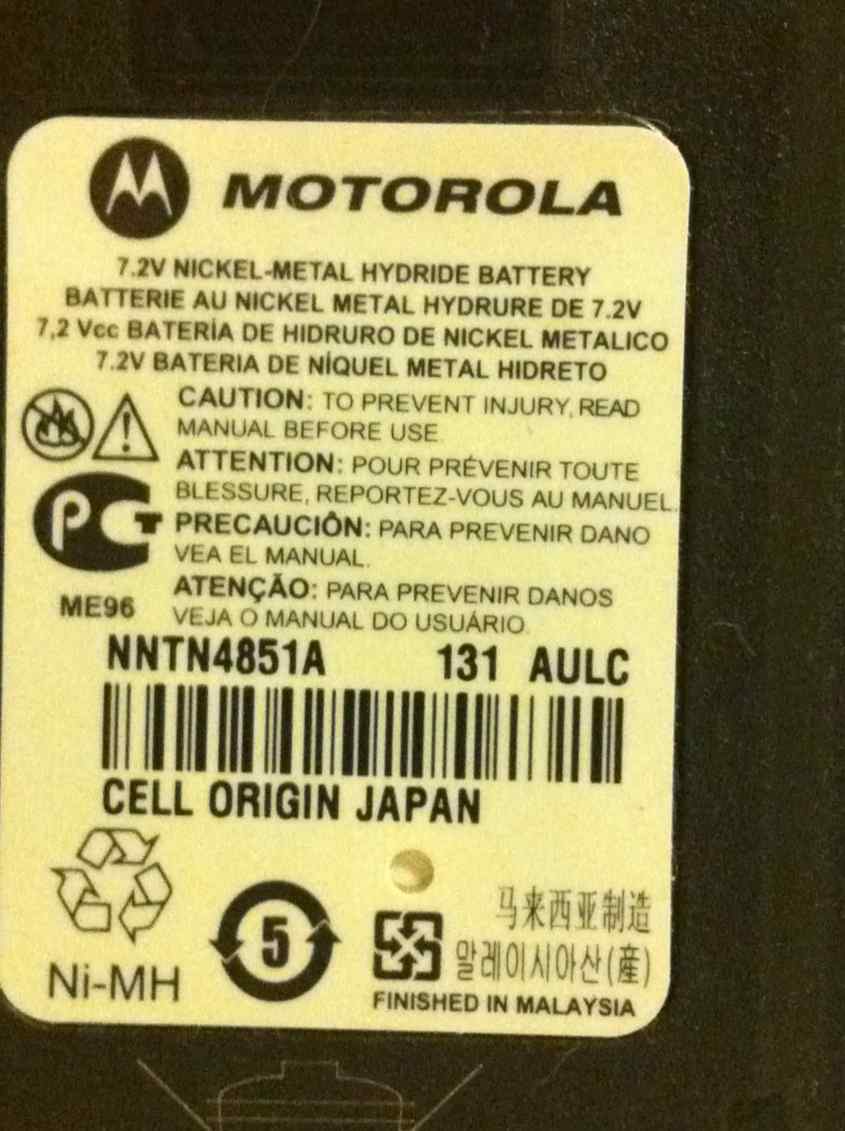 MOTOROLA
7.2V NICKEL-METAL HYDRIDE BATTERY
BATTERIE AU NICKEL METAL HYDRURE DE 7.2V
7,2 Vcc BATERÍA DE HIDRURO DE NICKEL METALICO
7.2V BATERIA DE NÍQUEL METAL HIDRETO
CAUTION: TO PREVENT INJURY, READ
MANUAL BEFORE USE.
ATTENTION: POUR PRÉVENIR TOUTE
BLESSURE, REPORTEZ-VOUS AU MANUEL.
PRECAUCIÔN: PARA PREVENIR DANO
VEA EL MANUAL.
ATENÇÃO: PARA PREVENIR DANOS
VEJA O MANUAL DO USUÁRIO.
РСТ
ME96
NNTN4851A 131 AULC
CELL ORIGIN JAPAN
Ni-MH
5
马来西亚制造
말레이시아산(産)
FINISHED IN MALAYSIA